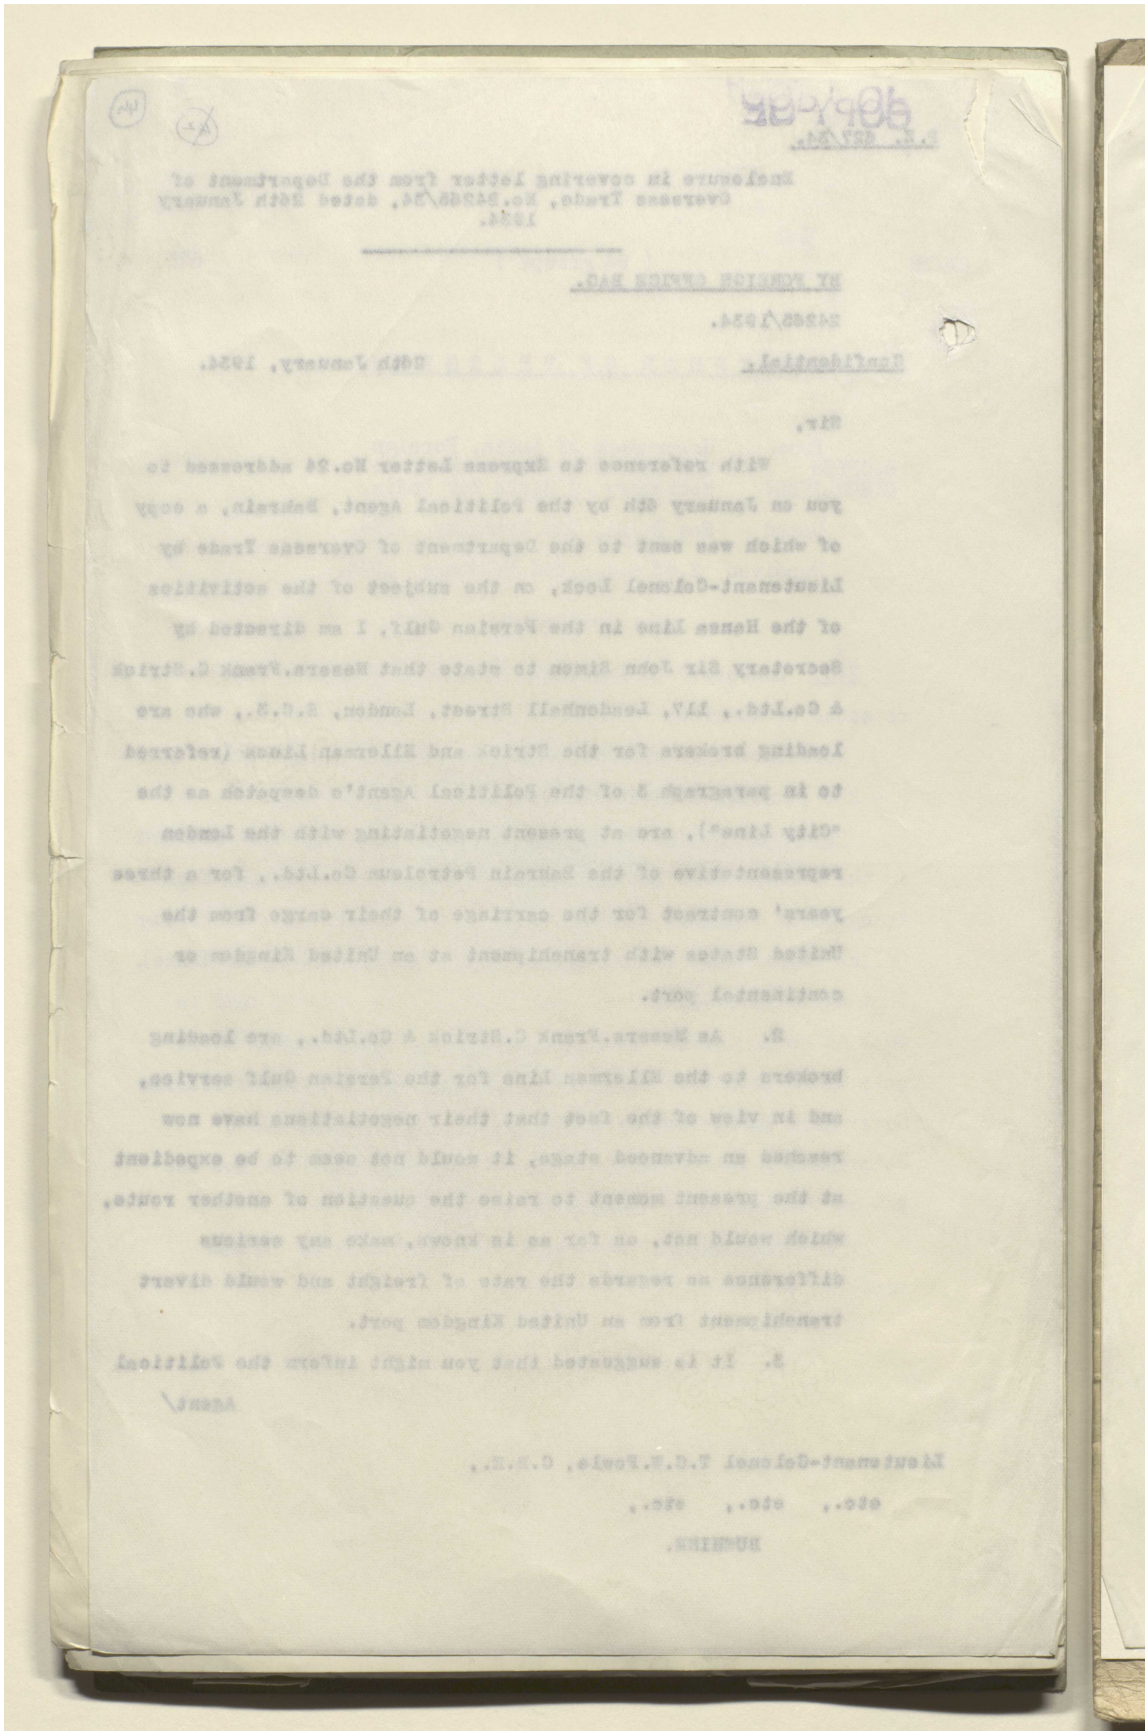 COPY OF
P.Z. 627/34.
Enclosure in covering letter from the Department of
Overseas Trade, No.24265/34, dated 26th January
1934.
BY FOREIGN OFFICE BAG.
24265/1934.
Confidential. 26th January, 1934.
Sir,
With reference to Express Letter No.24 addressed to
you on January 6th by the Political Agent, Bahrain, a copy
of which was sent to the Department of Overseas Trade by
Lieutenant-Colonel Loch, on the subject of the activities
of the Hansa Line in the Persian Gulf, I am directed by
Secretary Sir John Simon to state that Messrs.Frank C.Strick
& Co.Ltd., 117, Leadenhall Street, London, E.C.3., who are
loading brokers for the Strick and Ellerman Lines (referred
to in paragraph 3 of the Political Agent's despatch as the
"City Line"), are at present negotiating with the London
representative of the Bahrain Petroleum Co.Ltd., for a three
years' contract for the carriage of their cargo from the
United States with transhipment at an United Kingdom or
continental port.
2. As Messrs.Frank C.Strick & Co.Ltd., are loading
brokers to the Ellerman Line for the Persian Gulf service,
and in view of the fact that their negotiations have now
reached an advanced stage, it would not seem to be expedient
at the present moment to raise the question of another route,
which would not, as far as is known, make any serious
difference as regards the rate of freight and would divert
transhipment from an United Kingdom port.
3. It is suggested that you might inform the Political
Agent/
Lieutenant-Colonel T.C.W.Fowle, C.B.E.,
etc., etc., etc.,
BUSHIRE.